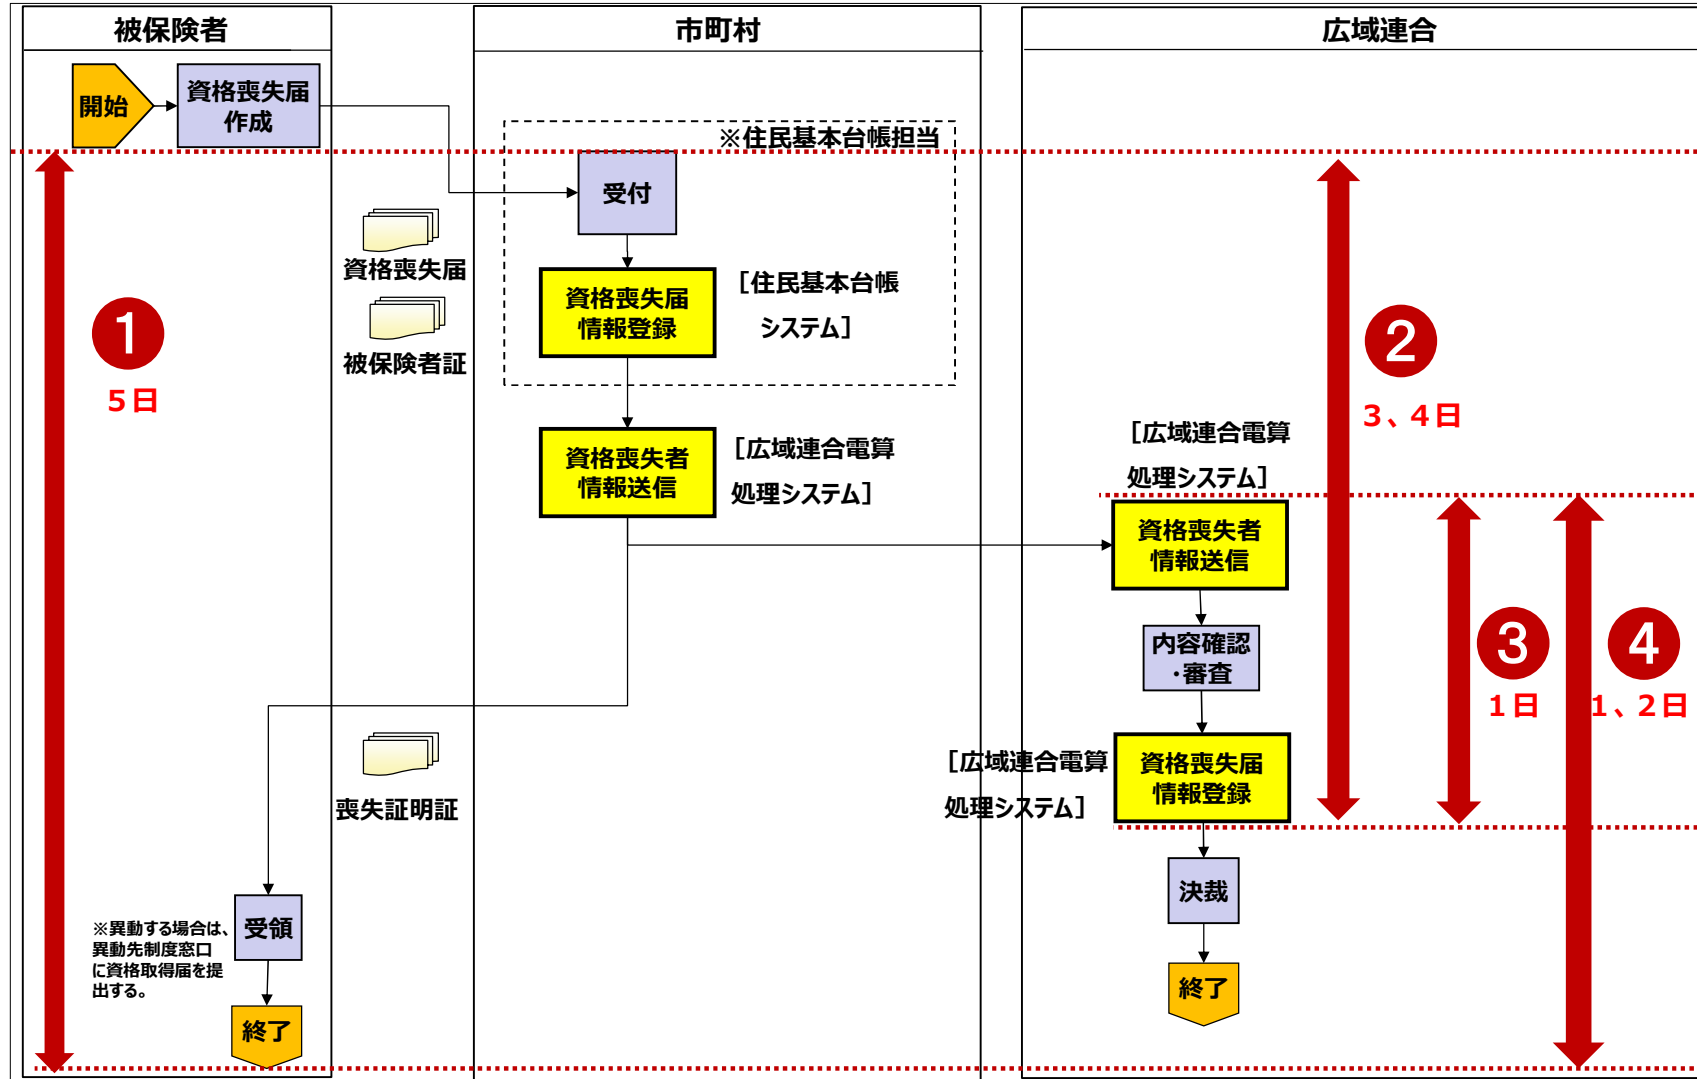 被保険者
市町村
広域連合
開始
資格喪失届
作成
※住民基本台帳担当
受付
資格喪失届
被保険者証
資格喪失届
情報登録
［住民基本台帳
システム］
1
5日
2
3、4日
資格喪失者
情報送信
［広域連合電算
処理システム］
［広域連合電算
処理システム］
資格喪失者
情報送信
内容確認
・審査
3
1日
4
1、2日
［広域連合電算
処理システム］
資格喪失届
情報登録
喪失証明証
決裁
※異動する場合は、
異動先制度窓口
に資格取得届を提
出する。
受領
終了
終了